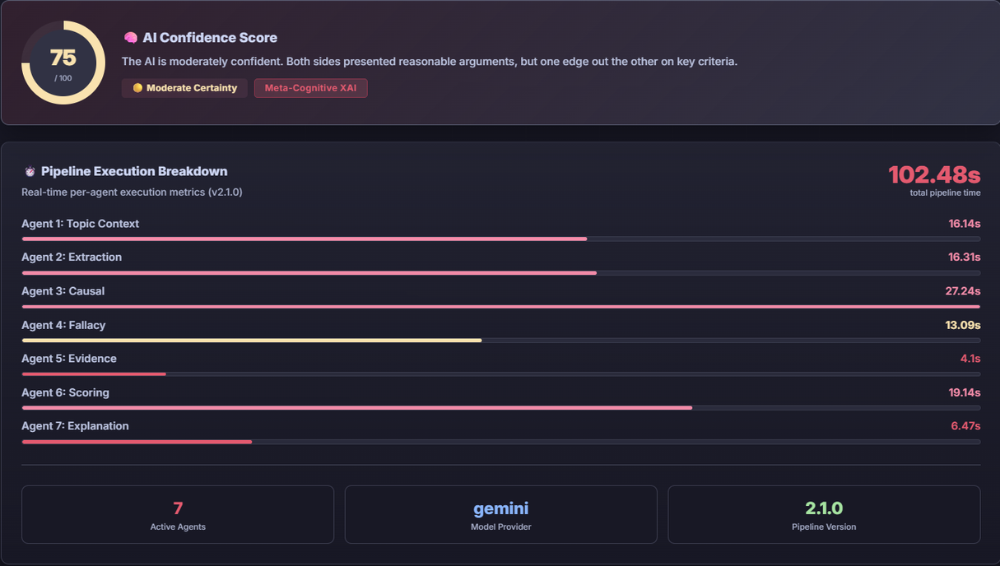 75
/ 100
AI Confidence Score
The AI is moderately confident. Both sides presented reasonable arguments, but one edge out the other on key criteria.
Moderate Certainty
Meta-Cognitive XAI
Pipeline Execution Breakdown
102.48s
Real-time per-agent execution metrics (v2.1.0)
total pipeline time
Agent 1: Topic Context 16.14s
Agent 2: Extraction 16.31s
Agent 3: Causal 27.24s
Agent 4: Fallacy 13.09s
Agent 5: Evidence 4.1s
Agent 6: Scoring 19.14s
Agent 7: Explanation 6.47s
7
Active Agents
gemini
Model Provider
2.1.0
Pipeline Version